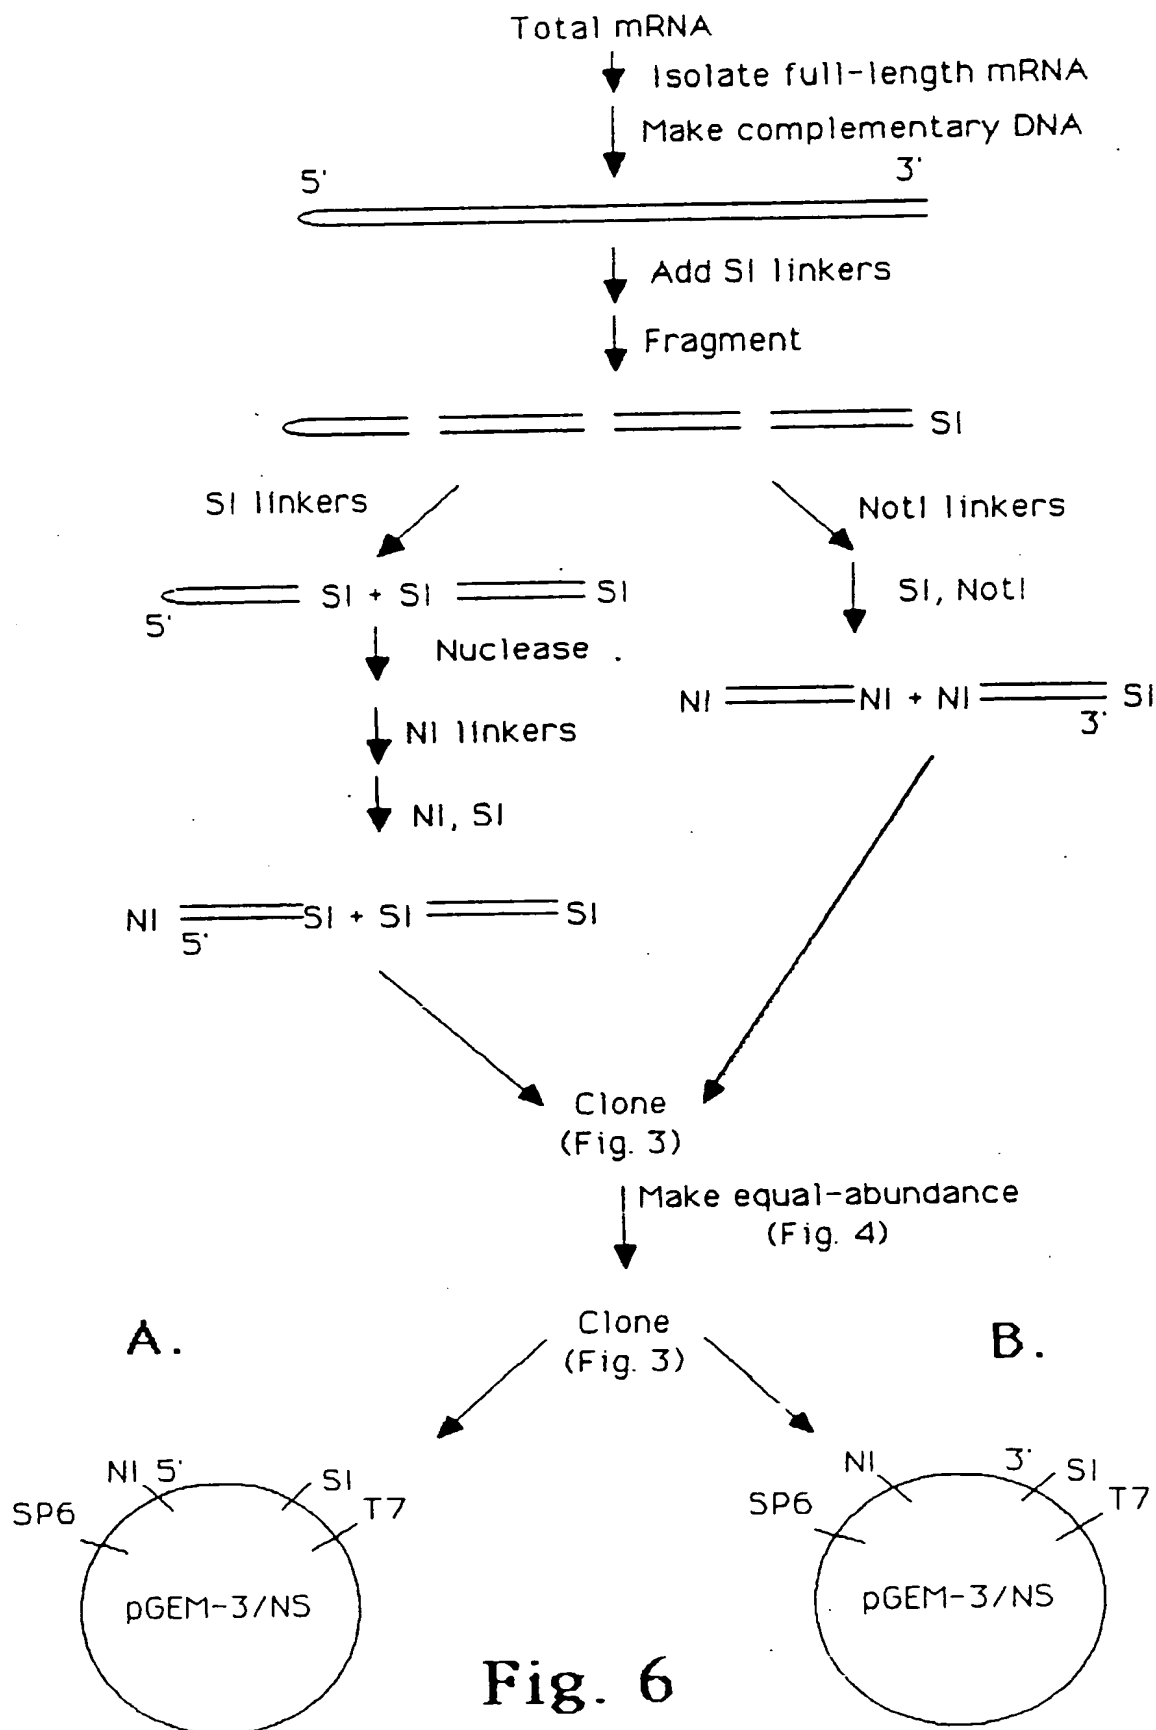 Total mRNA
Isolate full-length mRNA
Make complementary DNA
5' 3'
Add SI linkers
Fragment
SI
SI linkers
NotI linkers
SI + SI SI
5'
SI, NotI
Nuclease
NI NI + NI SI
3'
NI linkers
NI, SI
NI SI + SI SI
5'
Clone
(Fig. 3)
Make equal-abundance
(Fig. 4)
Clone
(Fig. 3)
A.
B.
NI 5' SI
SP6 T7
pGEM-3/NS
NI 3' SI
SP6 T7
pGEM-3/NS
Fig. 6